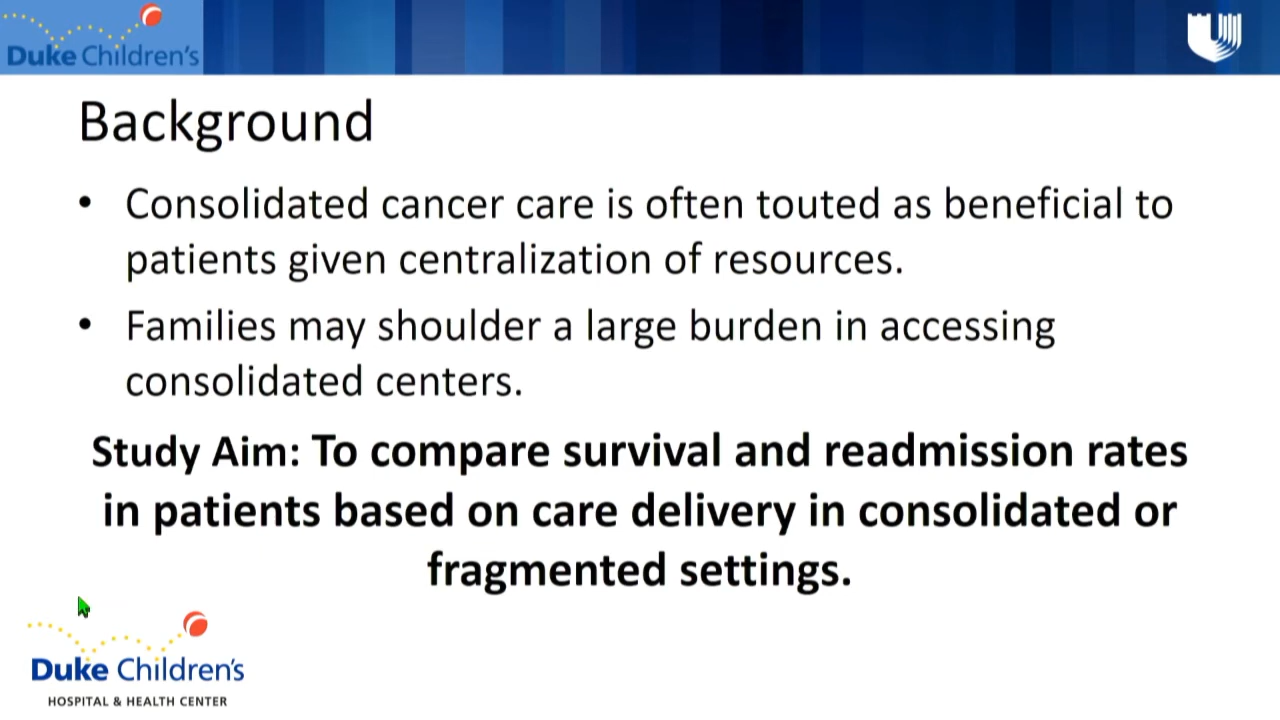 Duke Children's
Background
• Consolidated cancer care is often touted as beneficial to
patients given centralization of resources.
• Families may shoulder a large burden in accessing
consolidated centers.
Study Aim: To compare survival and readmission rates
in patients based on care delivery in consolidated or
fragmented settings.
Duke Children's
HOSPITAL & HEALTH CENTER